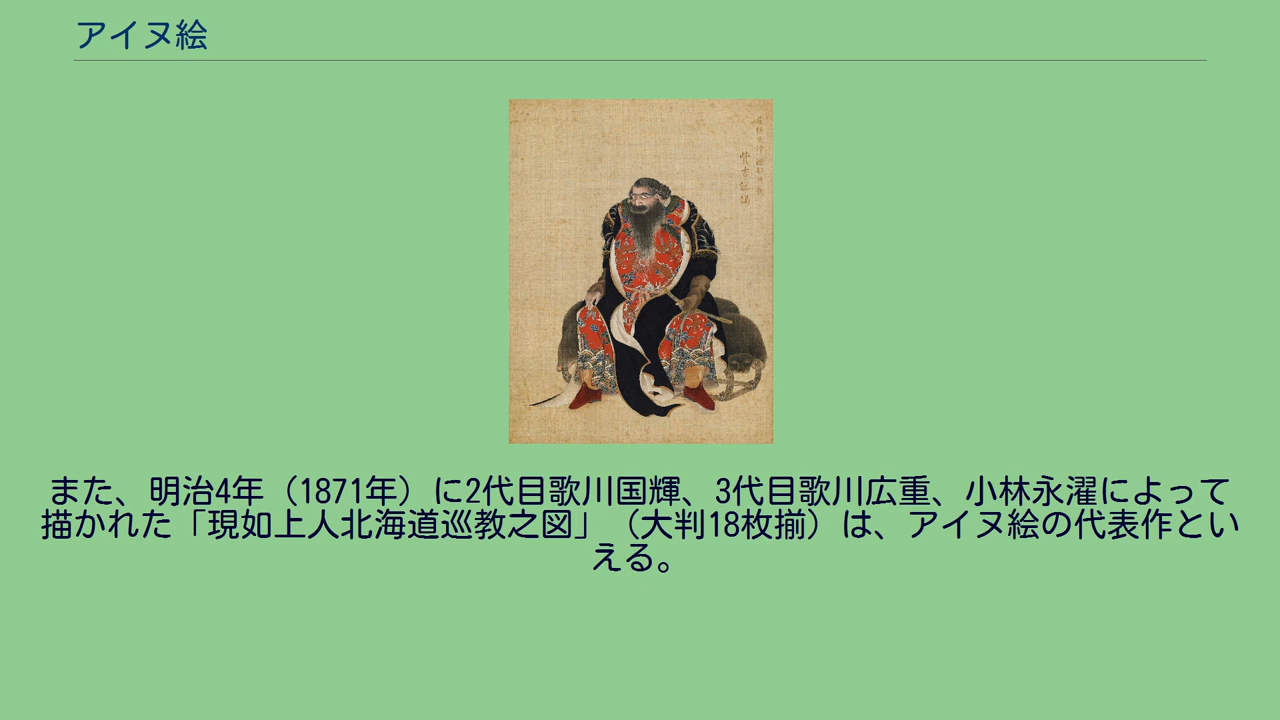 アイヌ絵
また、明治4年（1871年）に2代目歌川国輝、3代目歌川広重、小林永濯によって
描かれた「現如上人北海道巡教之図」（大判18枚揃）は、アイヌ絵の代表作とい
える。